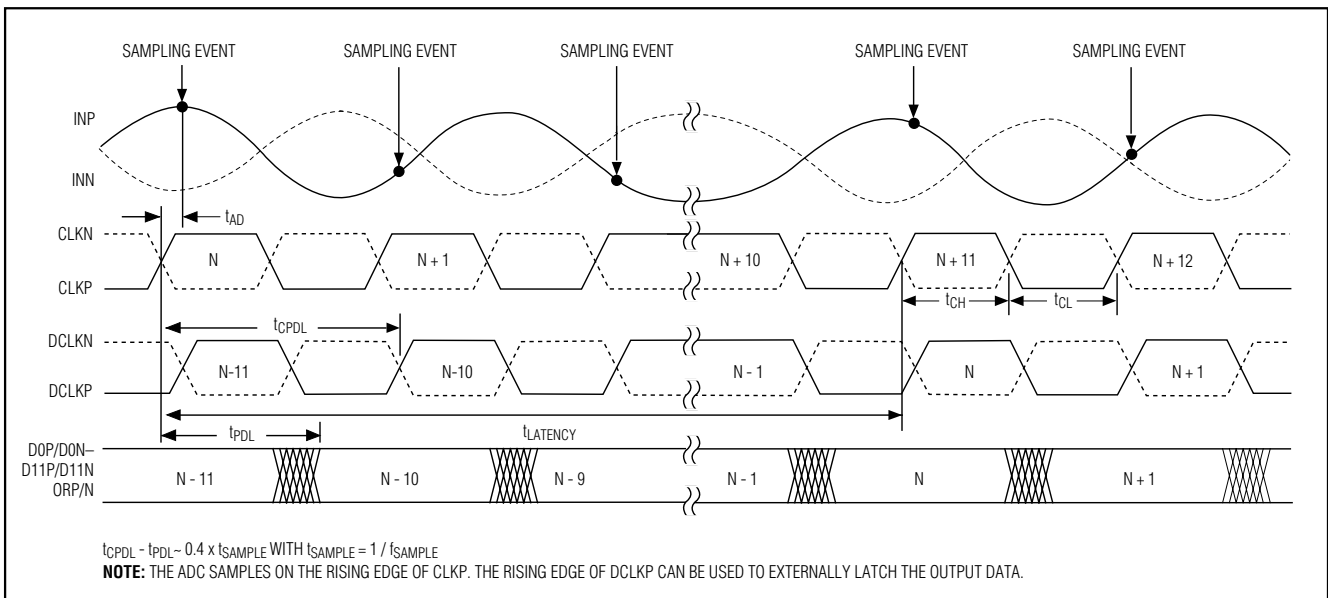 SAMPLING EVENT SAMPLING EVENT SAMPLING EVENT SAMPLING EVENT SAMPLING EVENT
INP
INN
tAD
CLKN
N N + 1 N + 10 N + 11 N + 12
CLKP
tCH tCL
tCPDL
DCLKN
N-11 N-10 N - 1 N N + 1
DCLKP
tPDL tLATENCY
D0P/D0N–
D11P/D11N
ORP/N
N - 11 N - 10 N - 9 N - 1 N N + 1
tCPDL - tPDL~ 0.4 x tSAMPLE WITH tSAMPLE = 1 / fSAMPLE
NOTE: THE ADC SAMPLES ON THE RISING EDGE OF CLKP. THE RISING EDGE OF DCLKP CAN BE USED TO EXTERNALLY LATCH THE OUTPUT DATA.